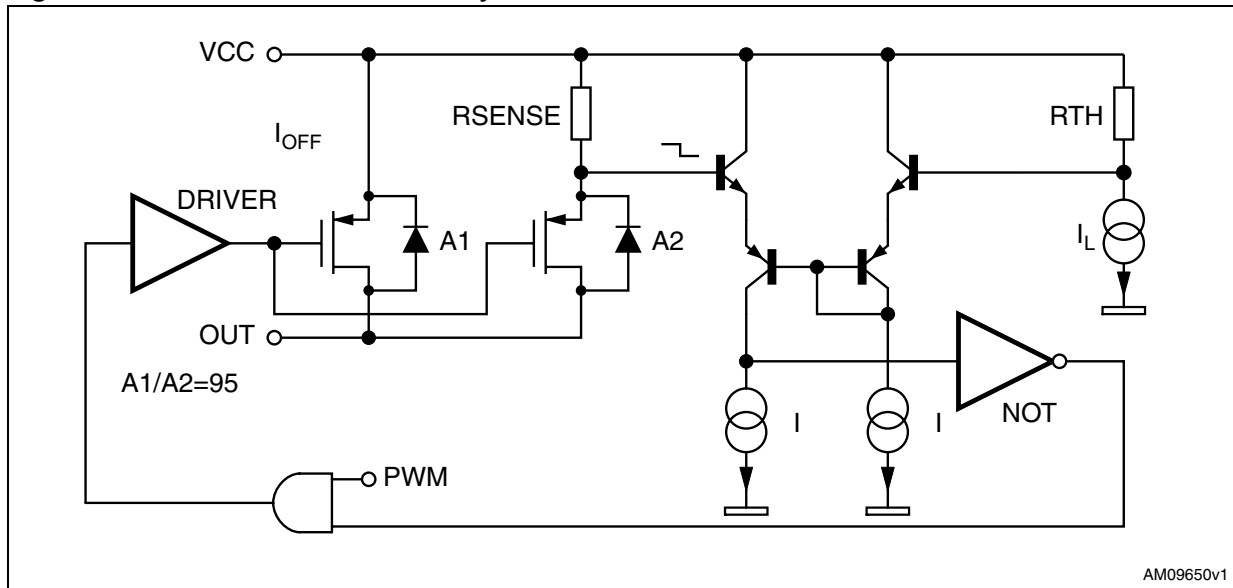 VCC
RSENSE
RTH
I_OFF
DRIVER
A1
A2
I_L
OUT
A1/A2=95
I
I
NOT
PWM
AM09650v1